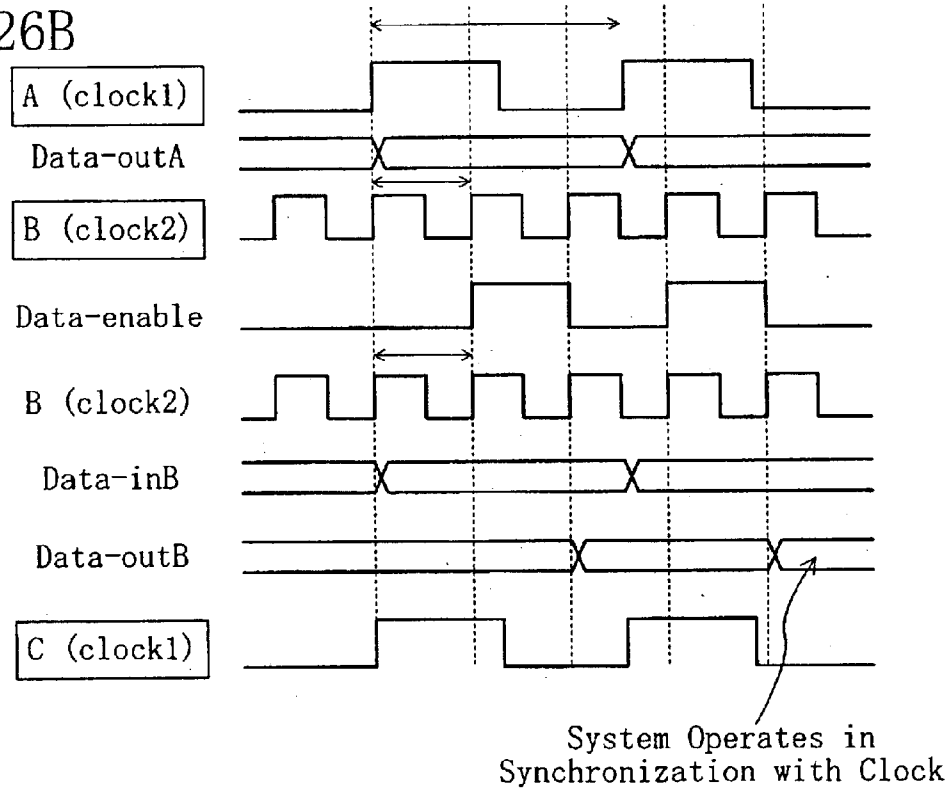 26B
A (clock1)
Data-outA
B (clock2)
Data-enable
B (clock2)
Data-inB
Data-outB
C (clock1)
System Operates in
Synchronization with Clock